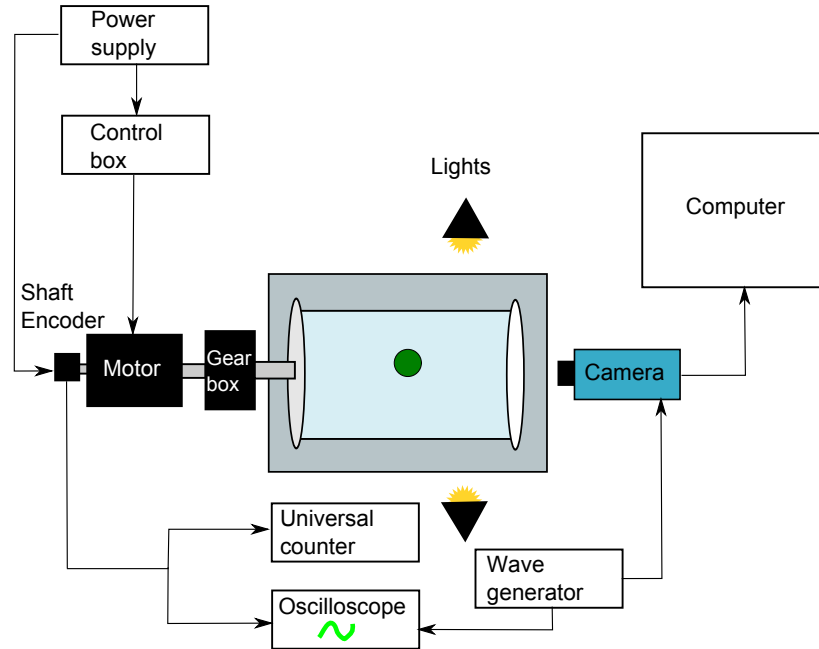 Power
supply
Control
box
Lights
Computer
Shaft
Encoder
Motor
Gear
box
Camera
Universal
counter
Wave
generator
Oscilloscope